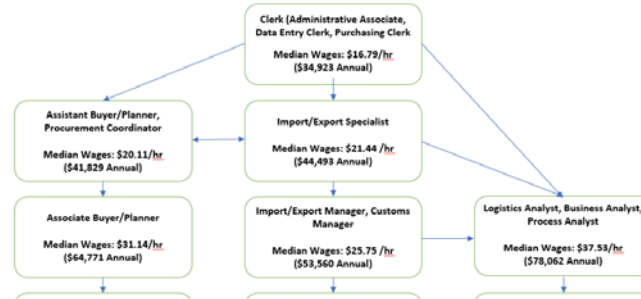 Clerk (Administrative Associate,
Data Entry Clerk, Purchasing Clerk
Median Wages: $16.79/hr
($34,923 Annual)
Assistant Buyer/Planner,
Procurement Coordinator
Median Wages: $20.11/hr
($41,829 Annual)
Import/Export Specialist
Median Wages: $21.44 /hr
($44,493 Annual)
Associate Buyer/Planner
Median Wages: $31.14/hr
($64,771 Annual)
Import/Export Manager, Customs
Manager
Median Wages: $25.75 /hr
($53,560 Annual)
Logistics Analyst, Business Analyst,
Process Analyst
Median Wages: $37.53/hr
($78,062 Annual)